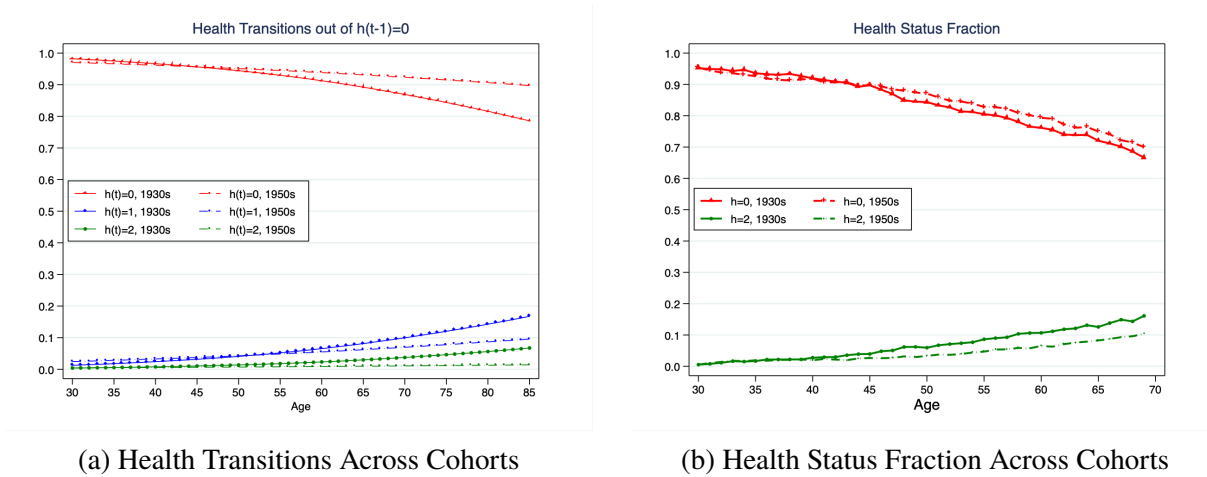 Health Transitions out of h(t-1)=0
1.0
0.9
0.8
0.7
0.6
0.5
0.4
0.3
0.2
0.1
0.0
h(t)=0, 1930s h(t)=0, 1950s
h(t)=1, 1930s h(t)=1, 1950s
h(t)=2, 1930s h(t)=2, 1950s
30 35 40 45 50 55 60 65 70 75 80 85
Age
(a) Health Transitions Across Cohorts
Health Status Fraction
1.0
0.9
0.8
0.7
0.6
0.5
0.4
0.3
0.2
0.1
0.0
h=0, 1930s h=0, 1950s
h=2, 1930s h=2, 1950s
30 35 40 45 50 55 60 65 70
Age
(b) Health Status Fraction Across Cohorts